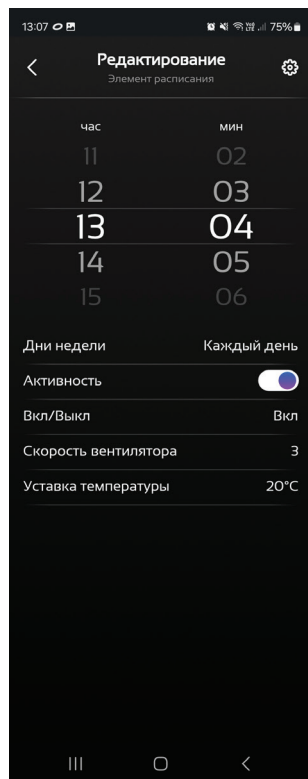 13:07 75%
Редактирование
Элемент расписания
час мин
11 02
12 03
13 04
14 05
15 06
Дни недели Каждый день
Активность
Вкл/Выкл Вкл
Скорость вентилятора 3
Уставка температуры 20°C